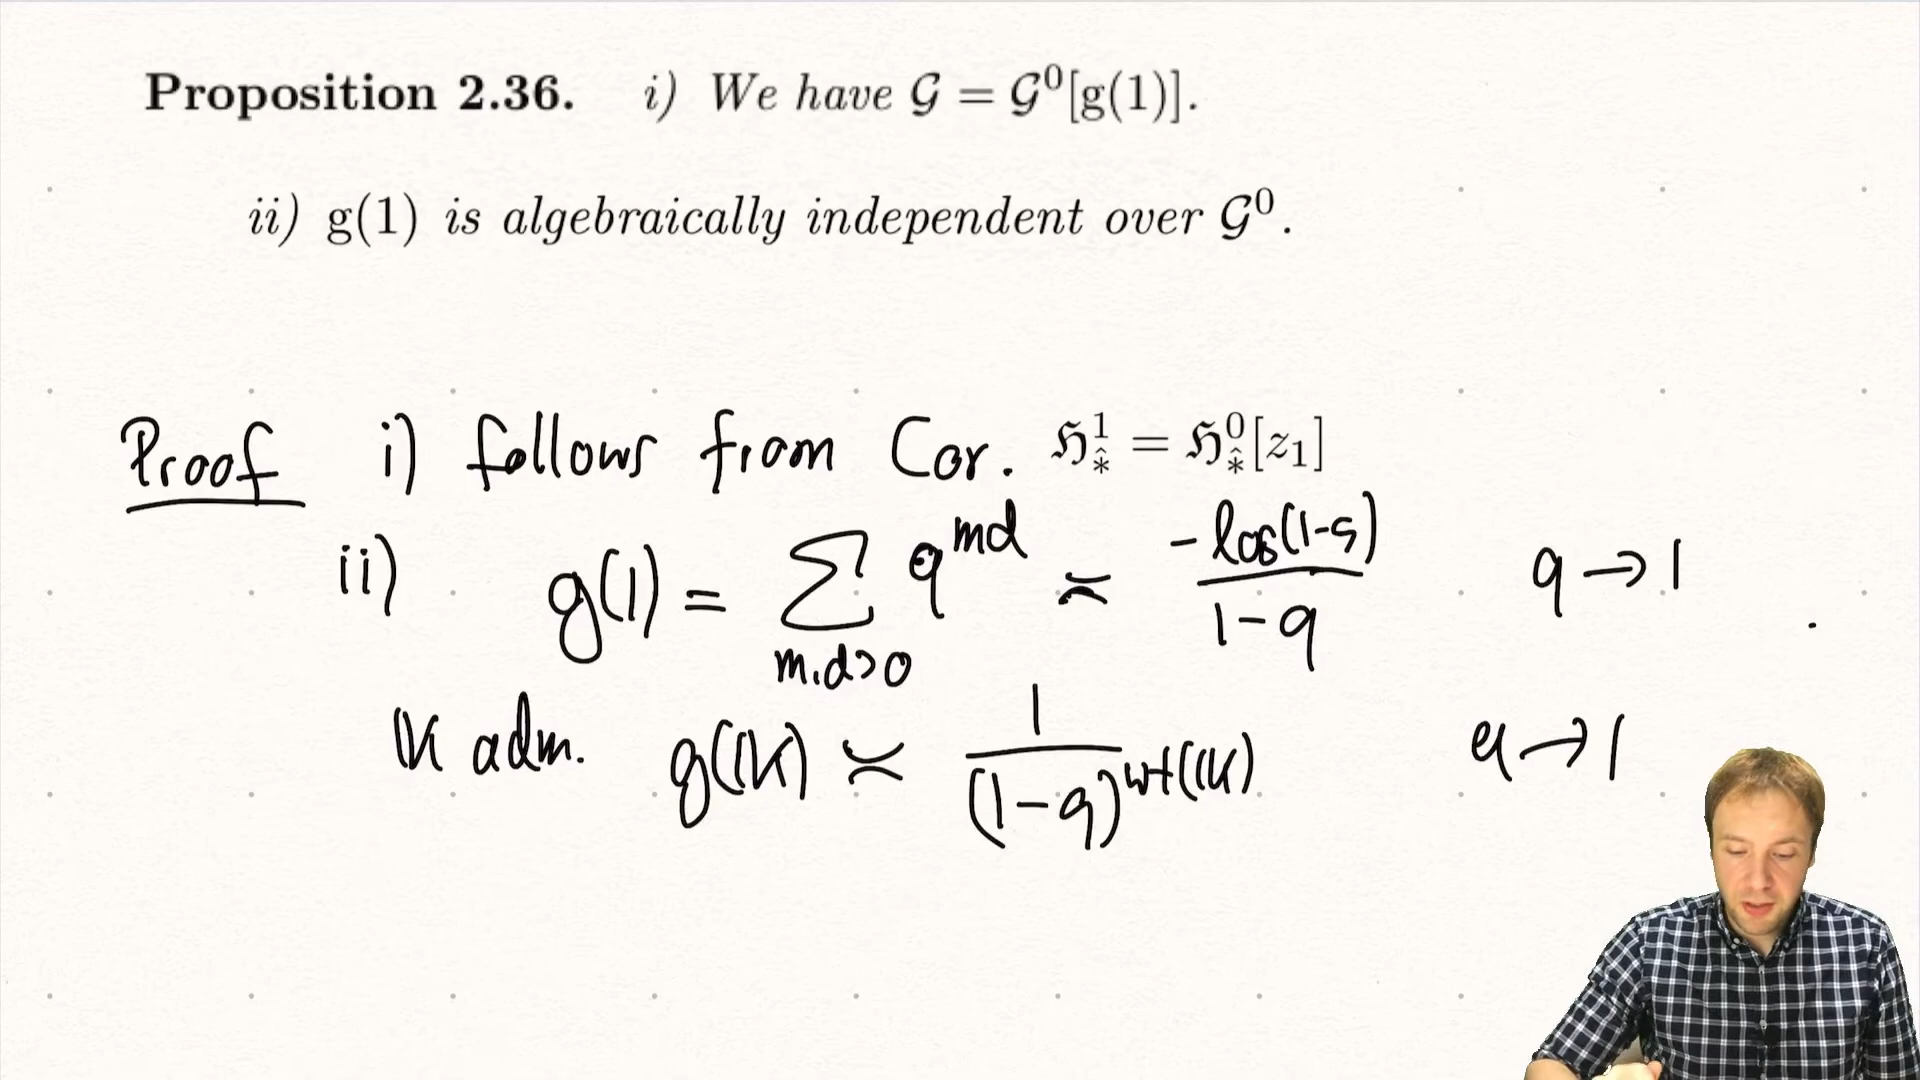 Proposition 2.36. i) We have 𝒢 = 𝒢⁰[g(1)].
ii) g(1) is algebraically independent over 𝒢⁰.
Proof i) follows from Cor. ℌ¹_*̂ = ℌ⁰_*̂[z₁]
ii) g(1) = ∑_{m,d>0} q^{md} ≍ -log(1-q)/(1-q) q → 1
𝕜 adm. g(𝕜) ≍ 1/(1-q)^{wt(𝕜)} q → 1